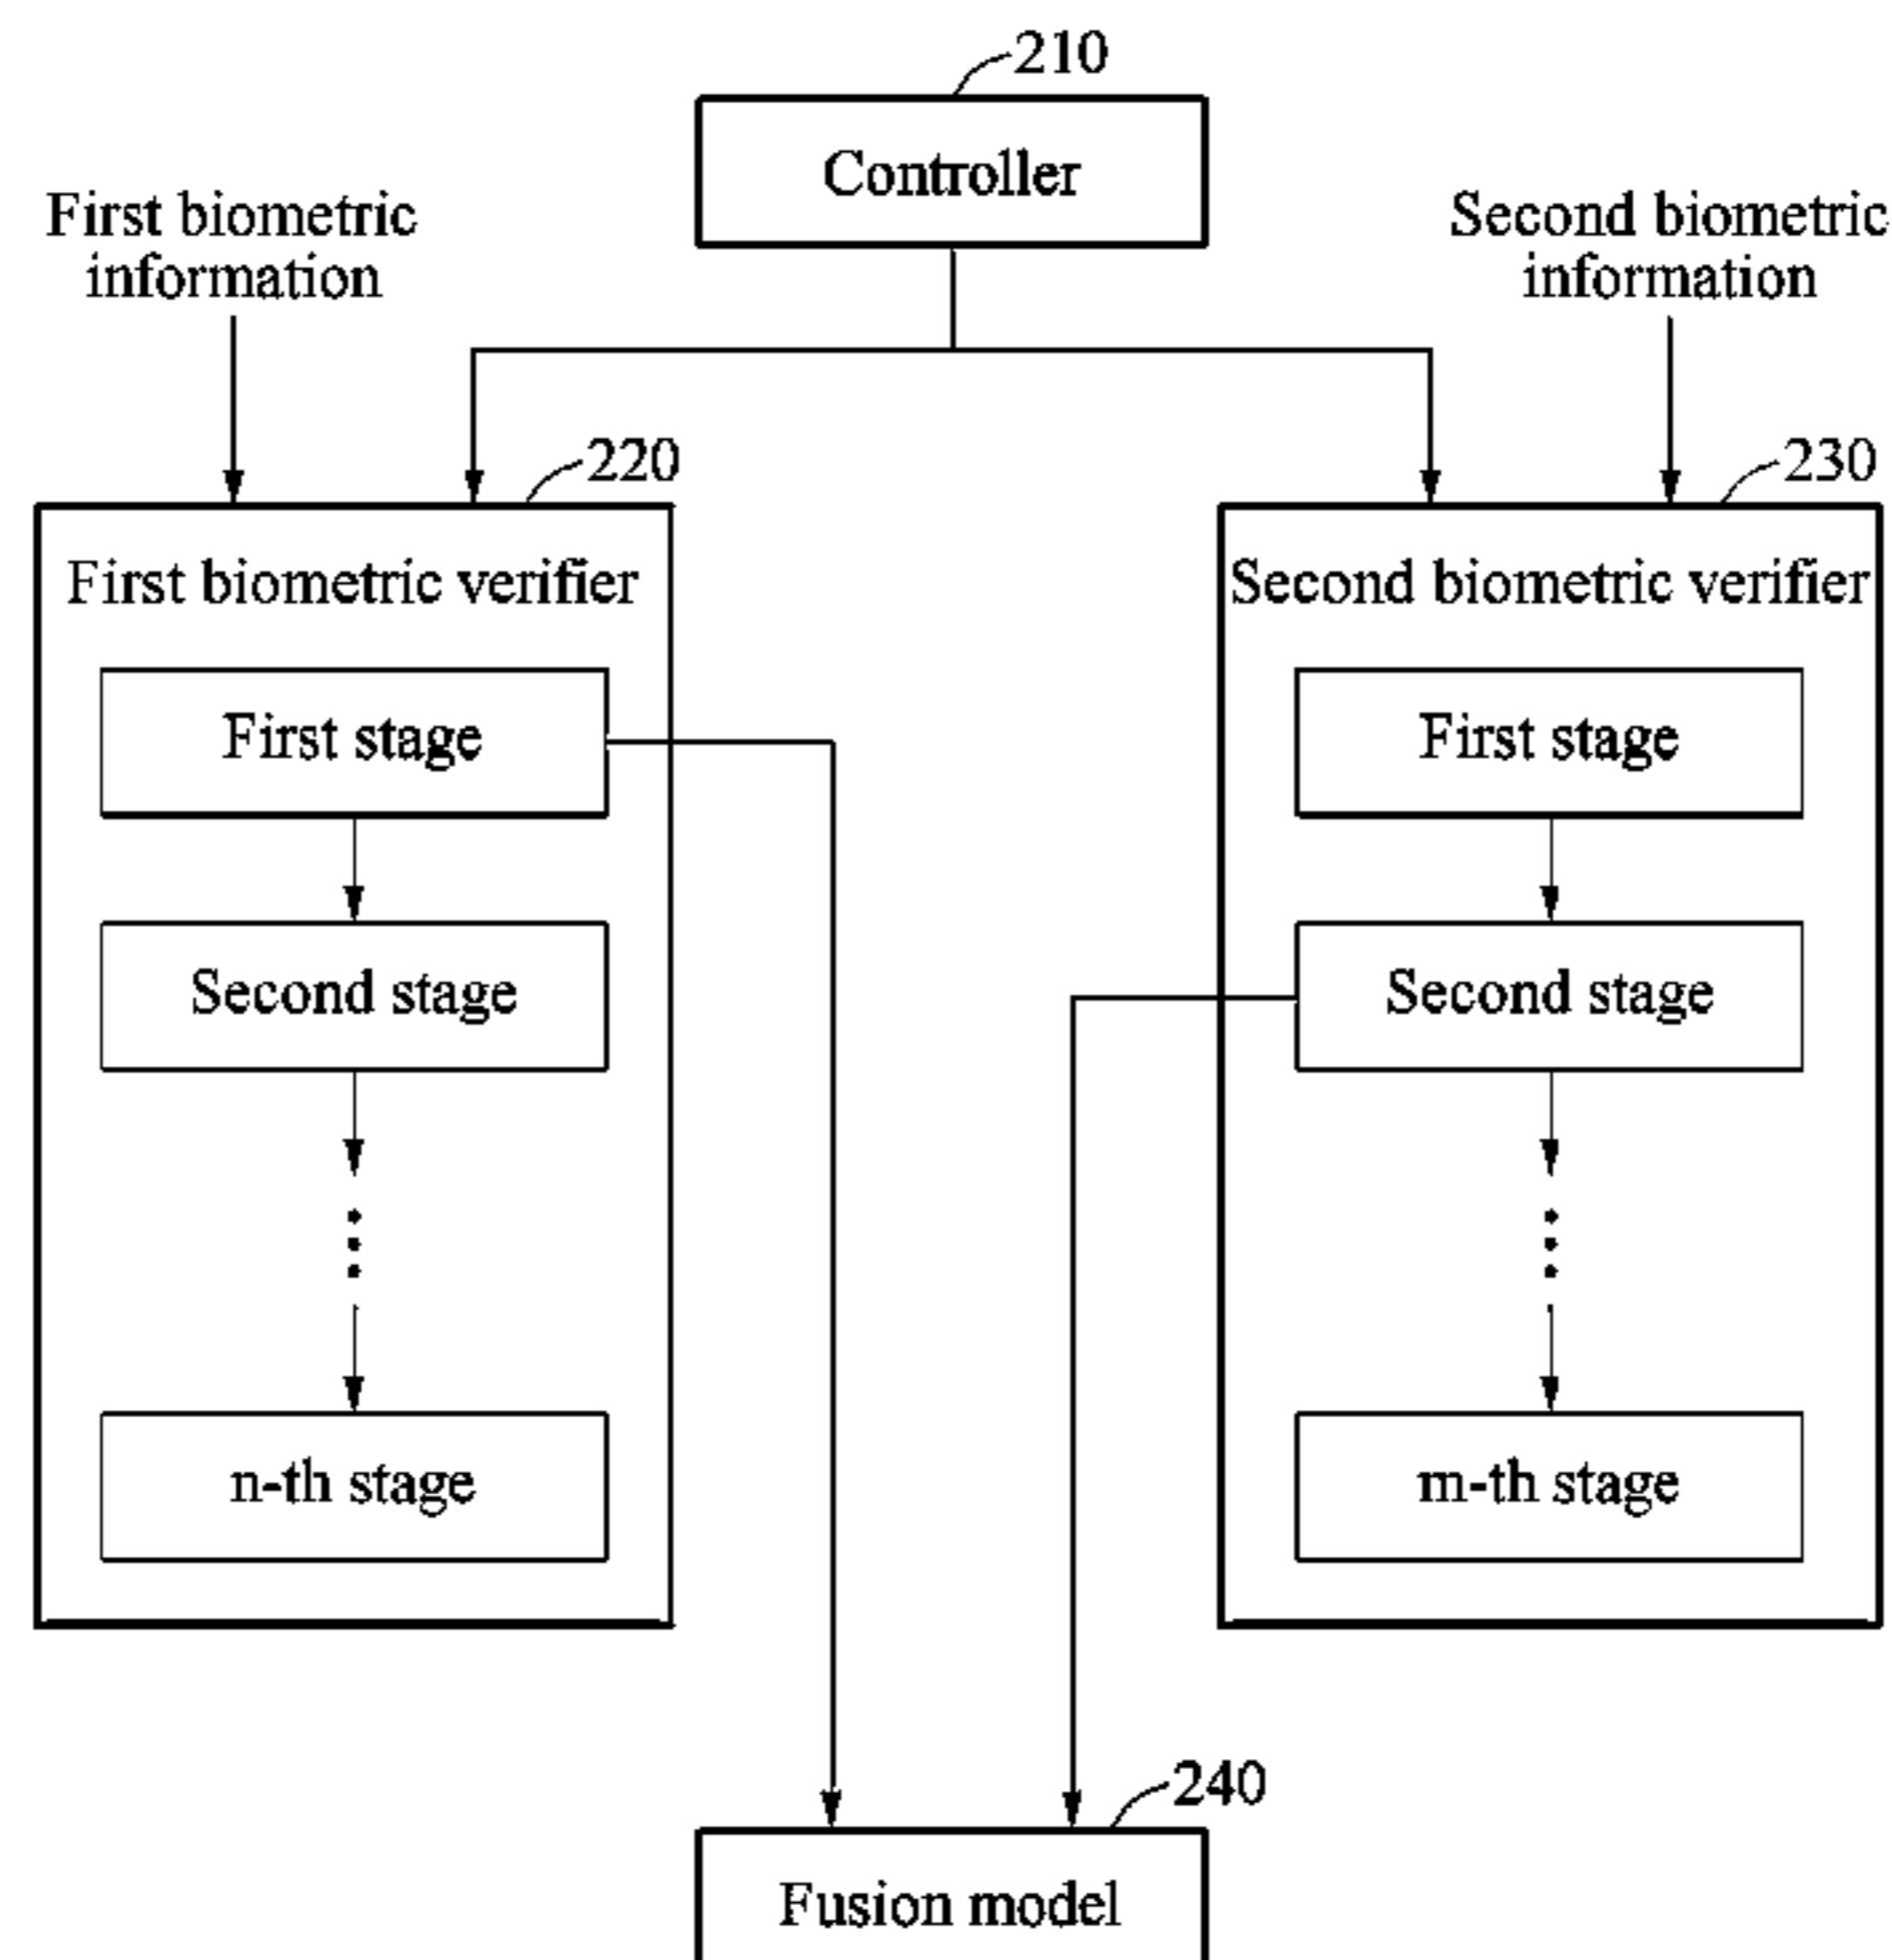 210
Controller
First biometric
information
Second biometric
information
220
230
First biometric verifier
First stage
Second stage
n-th stage
Second biometric verifier
First stage
Second stage
m-th stage
240
Fusion model